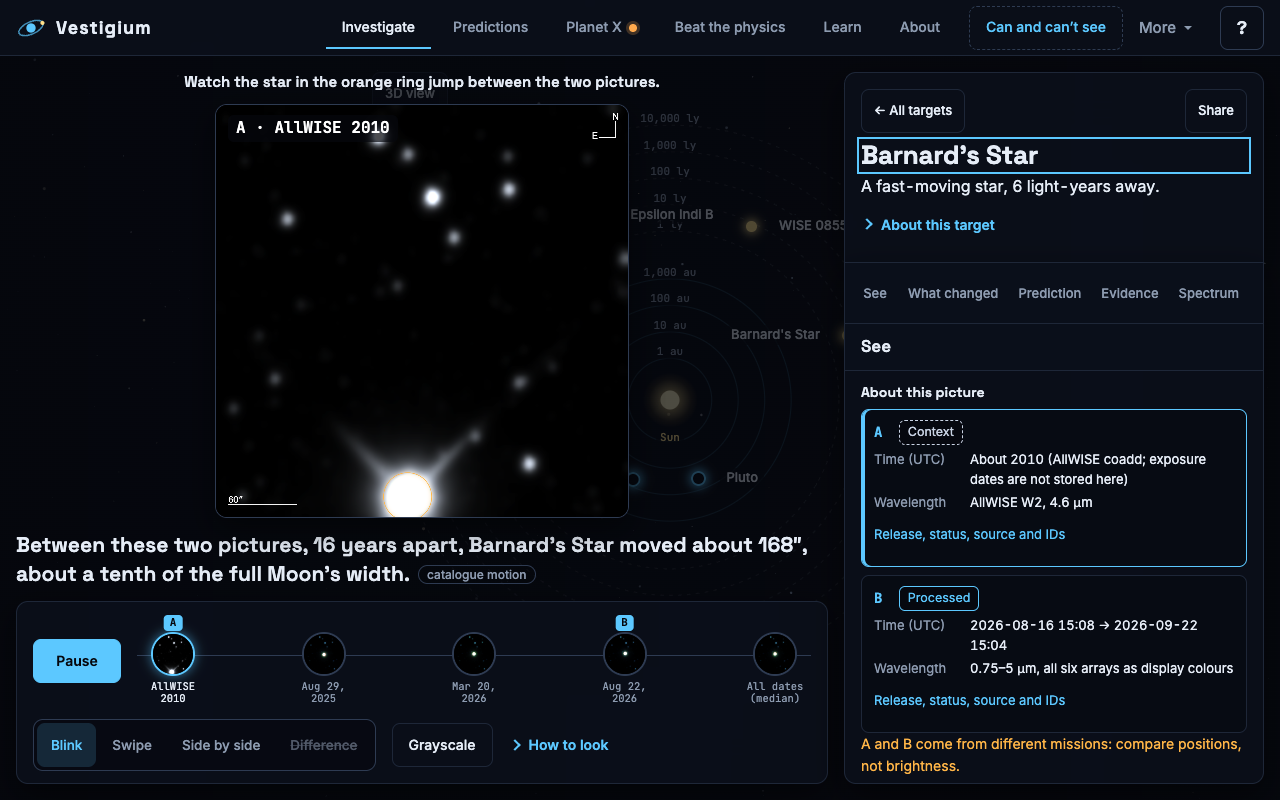 Vestigium
Investigate
Predictions
Planet X
Beat the physics
Learn
About
Can and can't see
More
?
Watch the star in the orange ring jump between the two pictures.
3D view
A · AllWISE 2010
N
E
60″
10,000 ly
1,000 ly
100 ly
10 ly
Epsilon Indi B
1 ly
WISE 0855
1,000 au
100 au
10 au
Barnard's Star
1 au
Sun
Pluto
Between these two pictures, 16 years apart, Barnard's Star moved about 168″,
about a tenth of the full Moon's width. catalogue motion
Pause
A
AllWISE
2010
Aug 29,
2025
Mar 20,
2026
B
Aug 22,
2026
All dates
(median)
Blink
Swipe
Side by side
Difference
Grayscale
How to look
← All targets
Share
Barnard's Star
A fast-moving star, 6 light-years away.
About this target
See
What changed
Prediction
Evidence
Spectrum
See
About this picture
A Context
Time (UTC) About 2010 (AllWISE coadd; exposure
dates are not stored here)
Wavelength AllWISE W2, 4.6 µm
Release, status, source and IDs
B Processed
Time (UTC) 2026-08-16 15:08 → 2026-09-22
15:04
Wavelength 0.75–5 µm, all six arrays as display colours
Release, status, source and IDs
A and B come from different missions: compare positions,
not brightness.